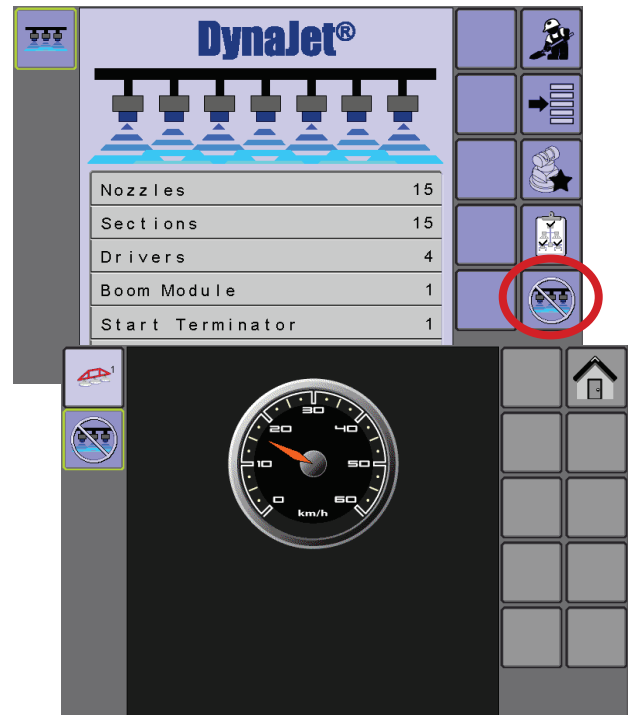 DynaJet®
Nozzles 15
Sections 15
Drivers 4
Boom Module 1
Start Terminator 1
1
30
20 40
10 50
0 60
km/h